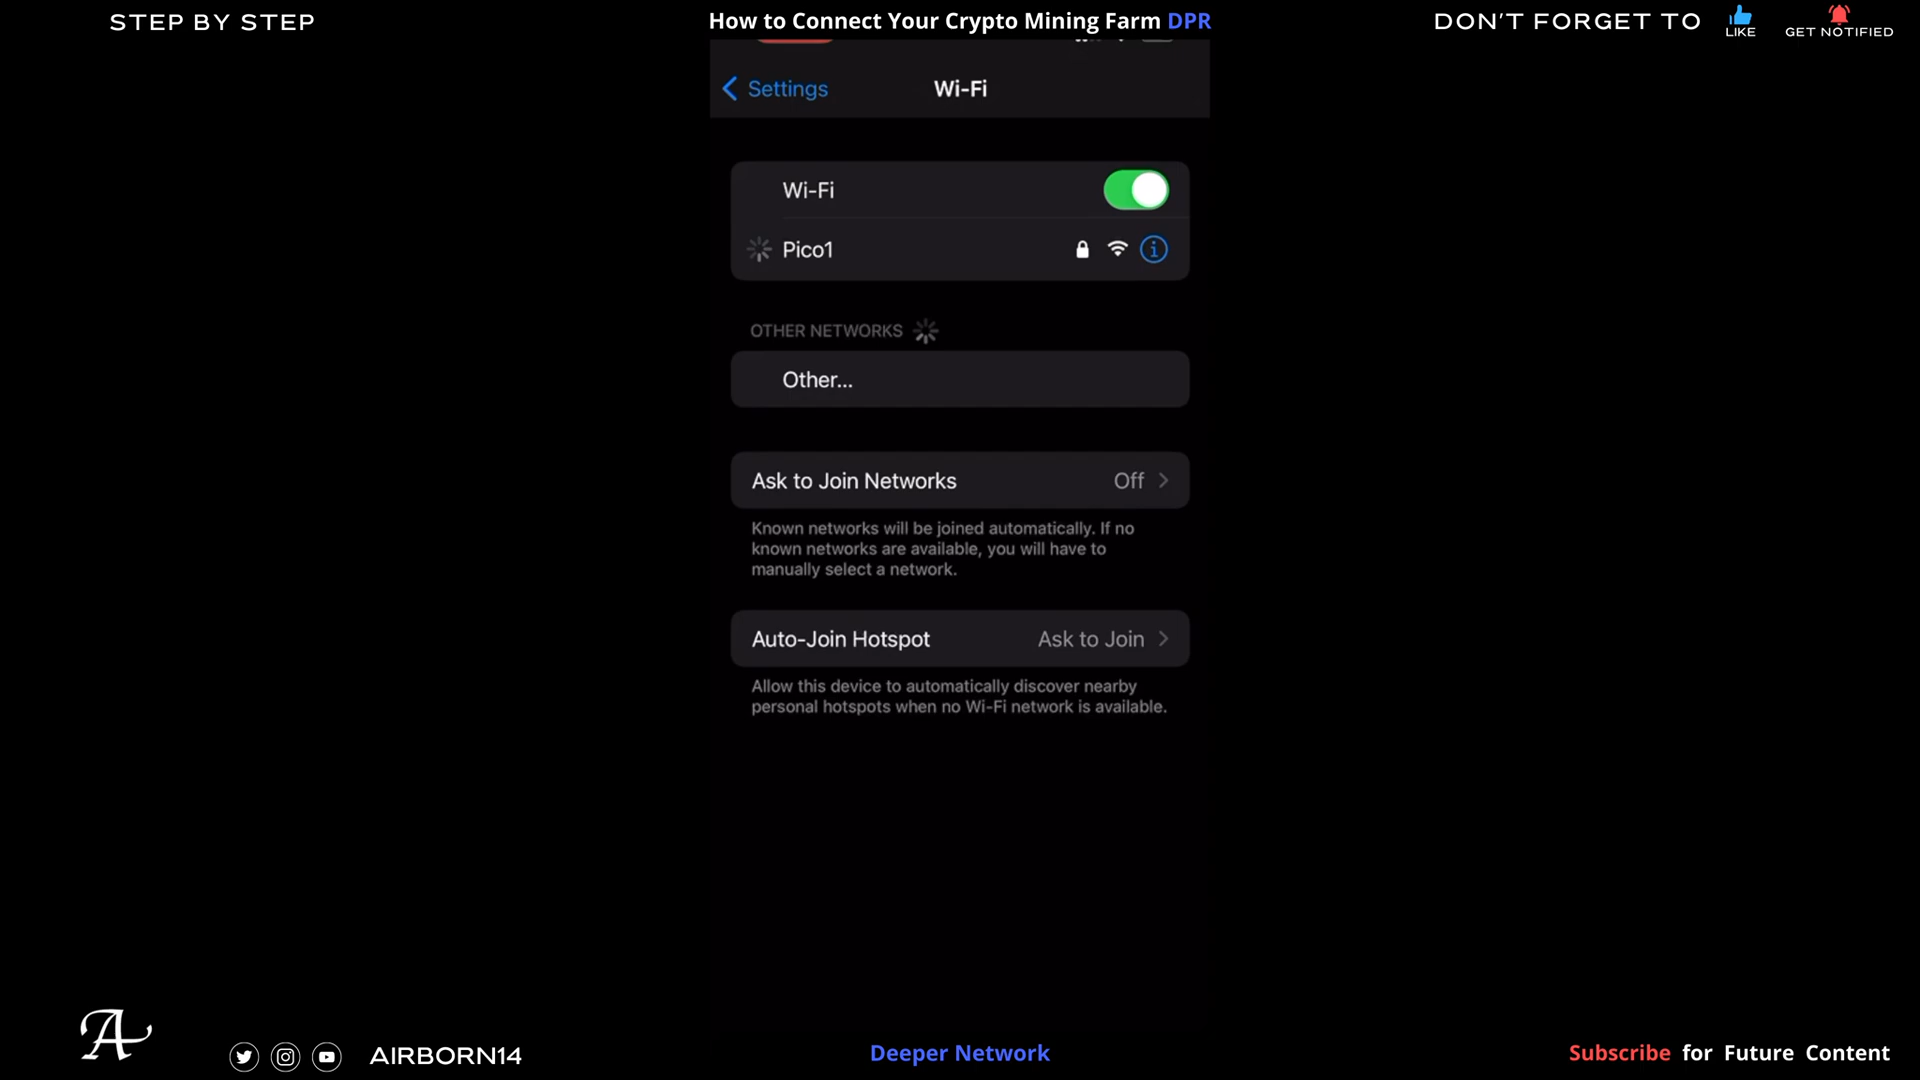 STEP BY STEP
How to Connect Your Crypto Mining Farm DPR
DON'T FORGET TO
LIKE
GET NOTIFIED
Settings
Wi-Fi
Wi-Fi
Pico1
OTHER NETWORKS
Other...
Ask to Join Networks Off
Known networks will be joined automatically. If no
known networks are available, you will have to
manually select a network.
Auto-Join Hotspot Ask to Join
Allow this device to automatically discover nearby
personal hotspots when no Wi-Fi network is available.
A
AIRBORN14
Deeper Network
Subscribe for Future Content